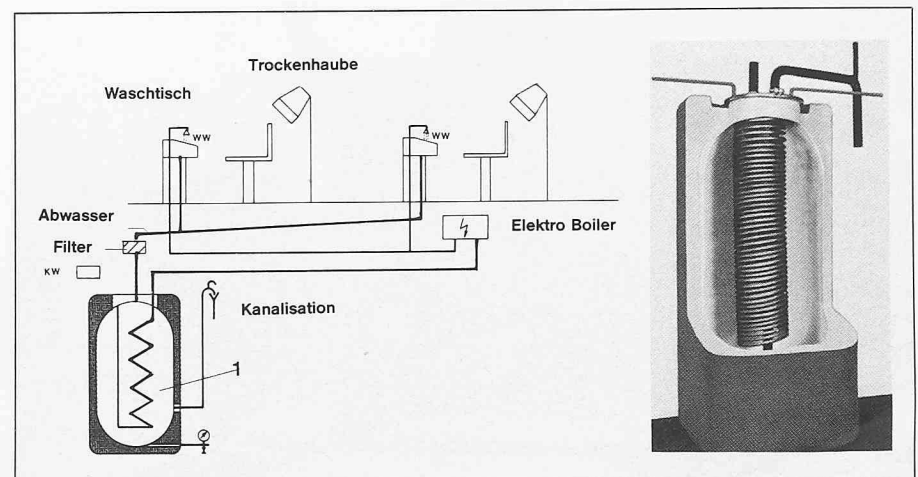 Trockenhaube
Waschtisch
WW
WW
Abwasser
Elektro Boiler
Filter
KW
Kanalisation
1